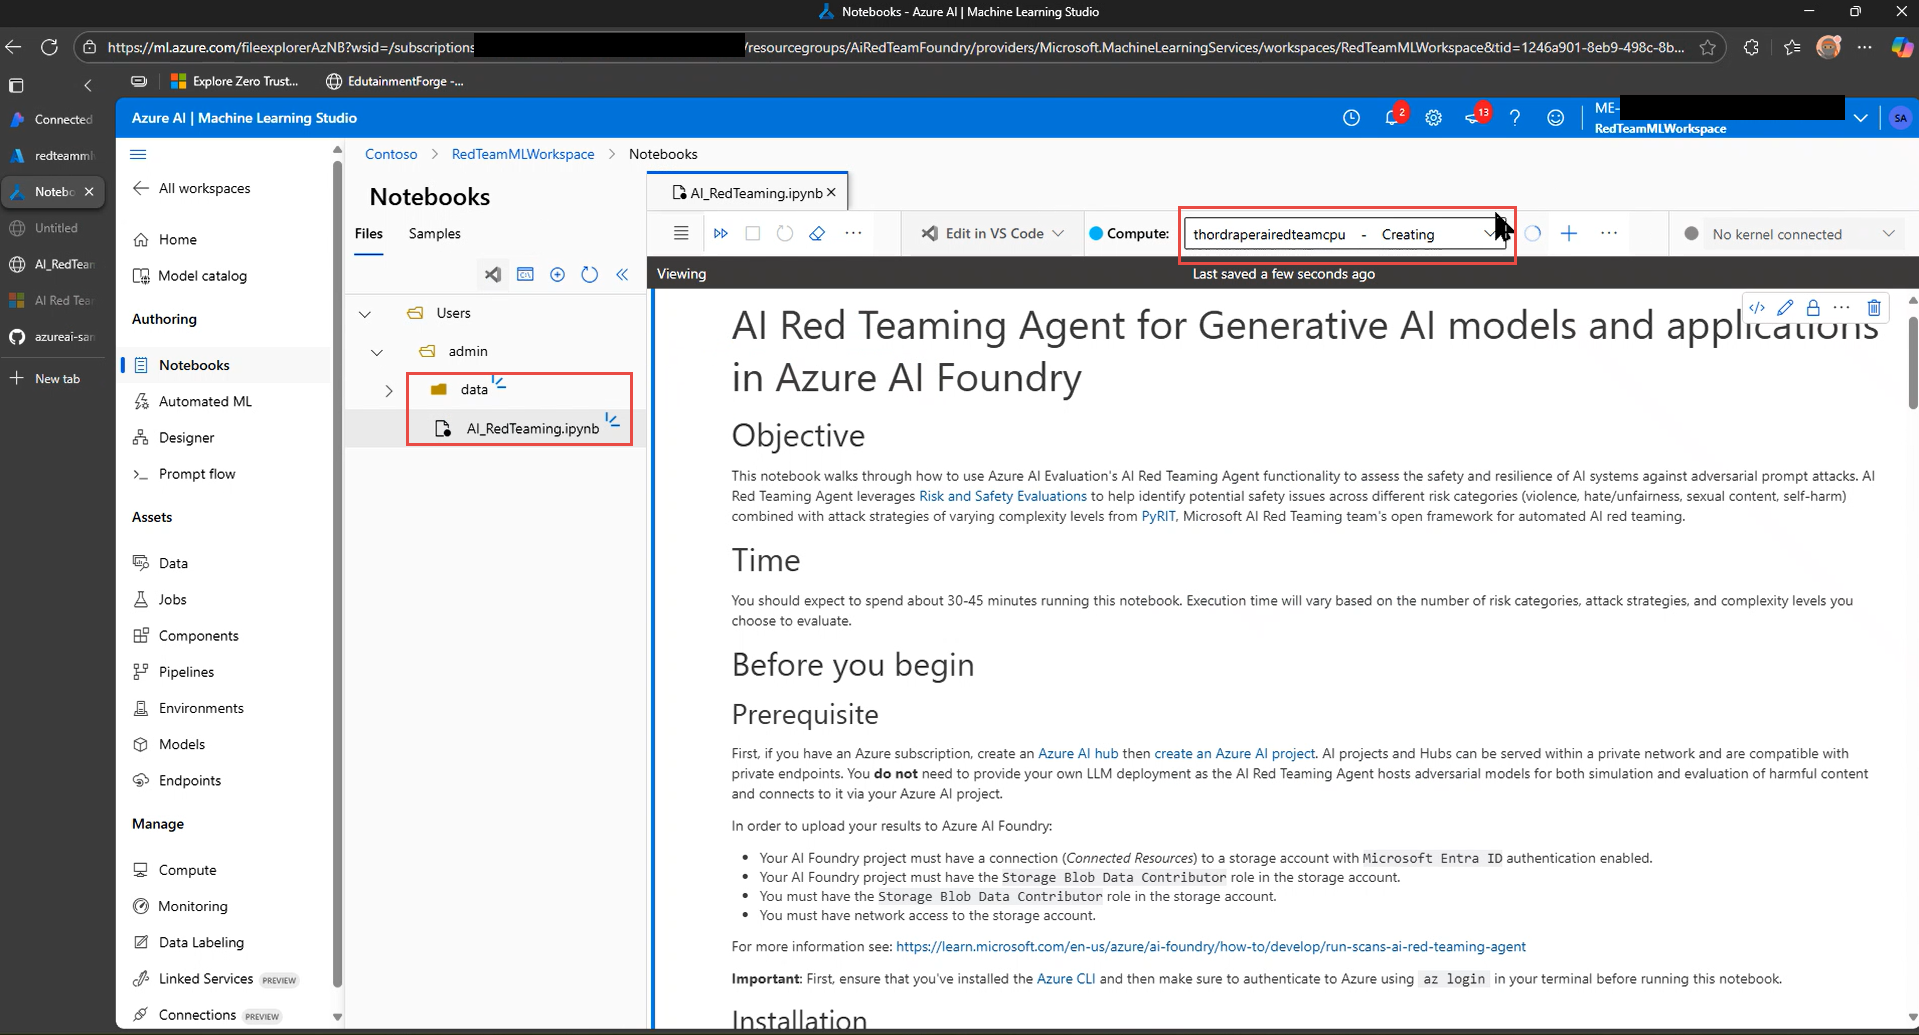 Notebooks - Azure AI | Machine Learning Studio
https://ml.azure.com/fileexplorerAzNB?wsid=/subscriptions
/resourcegroups/AiRedTeamFoundry/providers/Microsoft.MachineLearningServices/workspaces/RedTeamMLWorkspace&tid=1246a901-8eb9-498c-8b...
Explore Zero Trust...
EdutainmentForge -...
Connected
redteamml
Notebo
Untitled
AI_RedTean
AI Red Tea
azureai-san
New tab
Azure AI | Machine Learning Studio
2
13
ME-
RedTeamMLWorkspace
SA
All workspaces
Home
Model catalog
Authoring
Notebooks
Automated ML
Designer
Prompt flow
Assets
Data
Jobs
Components
Pipelines
Environments
Models
Endpoints
Manage
Compute
Monitoring
Data Labeling
Linked Services PREVIEW
Connections PREVIEW
Contoso > RedTeamMLWorkspace > Notebooks
Notebooks
Files
Samples
Users
admin
data
AI_RedTeaming.ipynb
AI_RedTeaming.ipynb
Edit in VS Code
Compute:
thordraperairedteamcpu - Creating
No kernel connected
Viewing
Last saved a few seconds ago
AI Red Teaming Agent for Generative AI models and applications
in Azure AI Foundry
Objective
This notebook walks through how to use Azure AI Evaluation's AI Red Teaming Agent functionality to assess the safety and resilience of AI systems against adversarial prompt attacks. AI
Red Teaming Agent leverages Risk and Safety Evaluations to help identify potential safety issues across different risk categories (violence, hate/unfairness, sexual content, self-harm)
combined with attack strategies of varying complexity levels from PyRIT, Microsoft AI Red Teaming team's open framework for automated AI red teaming.
Time
You should expect to spend about 30-45 minutes running this notebook. Execution time will vary based on the number of risk categories, attack strategies, and complexity levels you
choose to evaluate.
Before you begin
Prerequisite
First, if you have an Azure subscription, create an Azure AI hub then create an Azure AI project. AI projects and Hubs can be served within a private network and are compatible with
private endpoints. You do not need to provide your own LLM deployment as the AI Red Teaming Agent hosts adversarial models for both simulation and evaluation of harmful content
and connects to it via your Azure AI project.
In order to upload your results to Azure AI Foundry:
• Your AI Foundry project must have a connection (Connected Resources) to a storage account with Microsoft Entra ID authentication enabled.
• Your AI Foundry project must have the Storage Blob Data Contributor role in the storage account.
• You must have the Storage Blob Data Contributor role in the storage account.
• You must have network access to the storage account.
For more information see: https://learn.microsoft.com/en-us/azure/ai-foundry/how-to/develop/run-scans-ai-red-teaming-agent
Important: First, ensure that you've installed the Azure CLI and then make sure to authenticate to Azure using az login in your terminal before running this notebook.
Installation